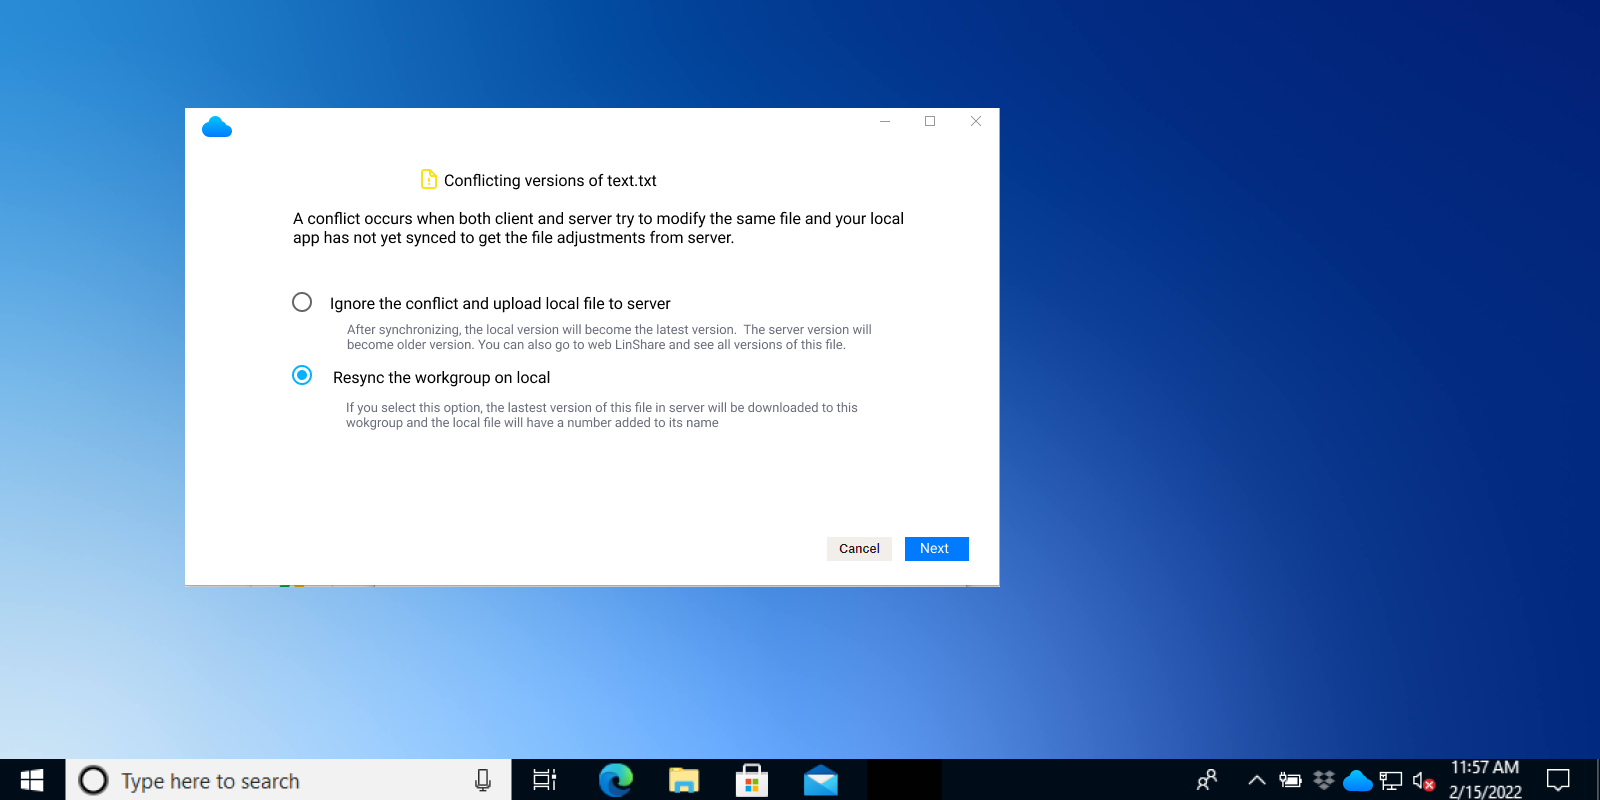 Conflicting versions of text.txt
A conflict occurs when both client and server try to modify the same file and your local
app has not yet synced to get the file adjustments from server.
Ignore the conflict and upload local file to server
After synchronizing, the local version will become the latest version. The server version will
become older version. You can also go to web LinShare and see all versions of this file.
Resync the workgroup on local
If you select this option, the lastest version of this file in server will be downloaded to this
wokgroup and the local file will have a number added to its name
Cancel
Next
Type here to search
11:57 AM
2/15/2022